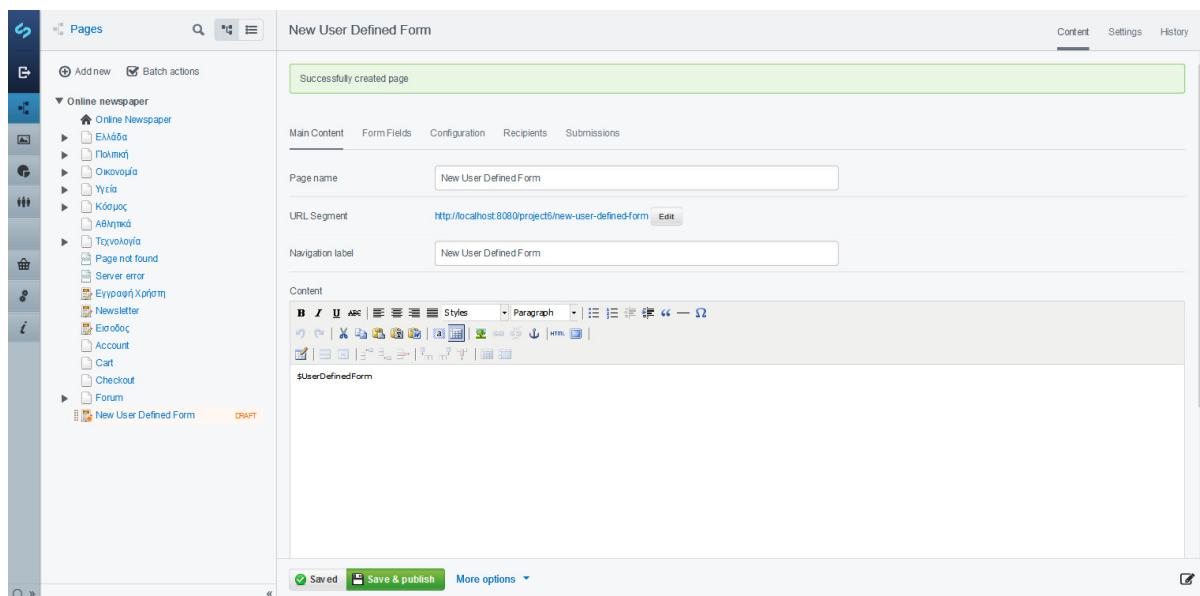 Pages
New User Defined Form
Content Settings History
Add new Batch actions
Successfully created page
Online newspaper
Online Newspaper
Ελλάδα
Πολιτική
Οικονομία
Υγεία
Κόσμος
Αθλητικά
Τεχνολογία
Page not found
Server error
Εγγραφή Χρήστη
Newsletter
Εισοδος
Account
Cart
Checkout
Forum
New User Defined Form DRAFT
Main Content Form Fields Configuration Recipients Submissions
Page name New User Defined Form
URL Segment http://localhost:8080/project6/new-user-defined-form Edit
Navigation label New User Defined Form
Content
B I U ABC Styles Paragraph
HTML
$UserDefinedForm
Saved Save & publish More options